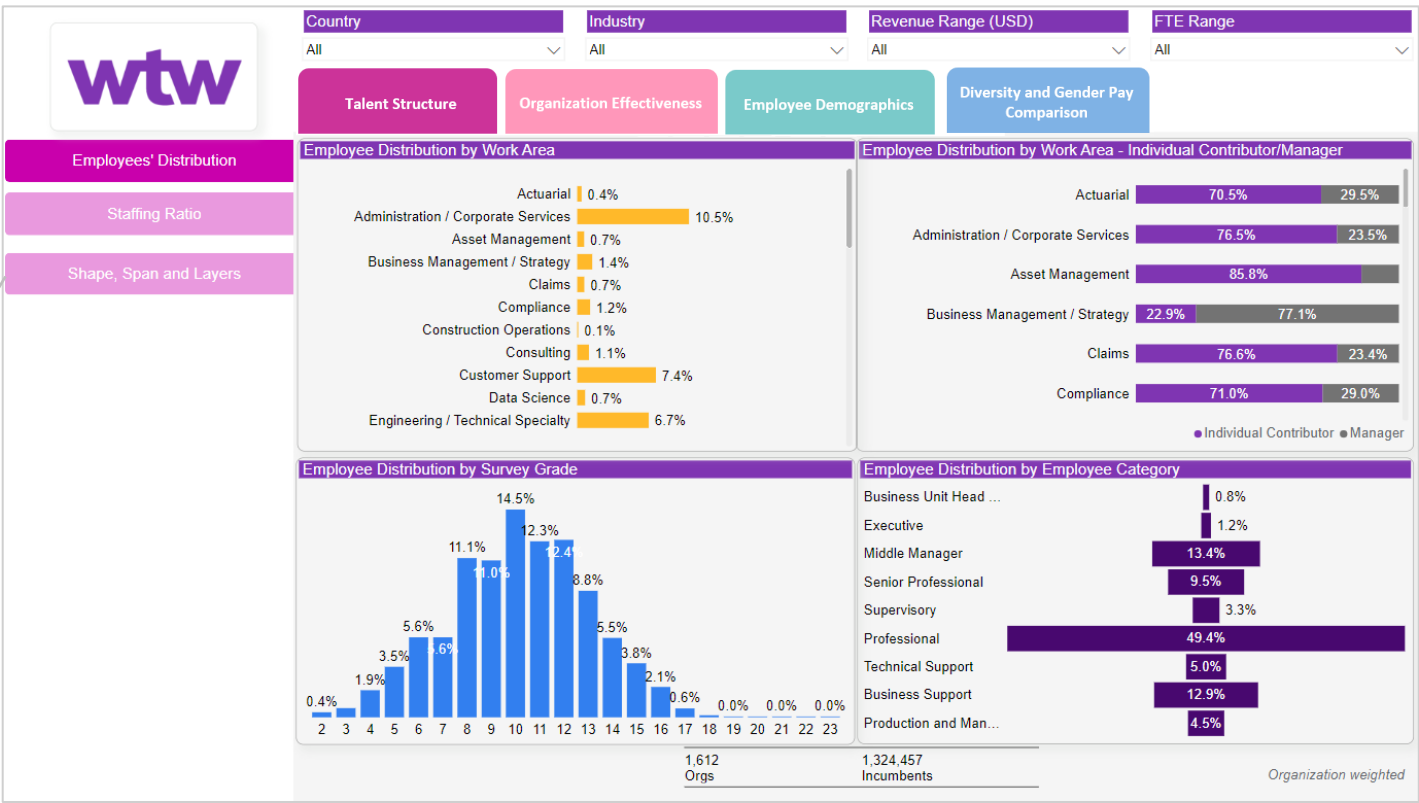 wtw
Country
Industry
Revenue Range (USD)
FTE Range
All
All
All
All
Talent Structure
Organization Effectiveness
Employee Demographics
Diversity and Gender Pay
Comparison
Employees' Distribution
Staffing Ratio
Shape, Span and Layers
Employee Distribution by Work Area
Actuarial 0.4%
Administration / Corporate Services 10.5%
Asset Management 0.7%
Business Management / Strategy 1.4%
Claims 0.7%
Compliance 1.2%
Construction Operations 0.1%
Consulting 1.1%
Customer Support 7.4%
Data Science 0.7%
Engineering / Technical Specialty 6.7%
Employee Distribution by Work Area - Individual Contributor/Manager
Actuarial 70.5% 29.5%
Administration / Corporate Services 76.5% 23.5%
Asset Management 85.8%
Business Management / Strategy 22.9% 77.1%
Claims 76.6% 23.4%
Compliance 71.0% 29.0%
Individual Contributor Manager
Employee Distribution by Survey Grade
0.4% 1.9% 3.5% 5.6% 5.6% 11.1% 11.0% 14.5% 12.3% 12.4% 8.8% 5.5% 3.8% 2.1% 0.6% 0.0% 0.0% 0.0%
2 3 4 5 6 7 8 9 10 11 12 13 14 15 16 17 18 19 20 21 22 23
Employee Distribution by Employee Category
Business Unit Head ... 0.8%
Executive 1.2%
Middle Manager 13.4%
Senior Professional 9.5%
Supervisory 3.3%
Professional 49.4%
Technical Support 5.0%
Business Support 12.9%
Production and Man... 4.5%
1,612
Orgs
1,324,457
Incumbents
Organization weighted